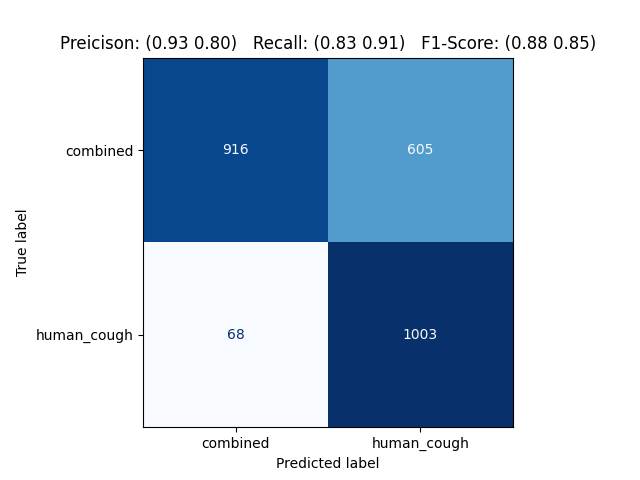 Preicison: (0.93 0.80) Recall: (0.83 0.91) F1-Score: (0.88 0.85)
combined 916 605
True label
human_cough 68 1003
combined human_cough
Predicted label